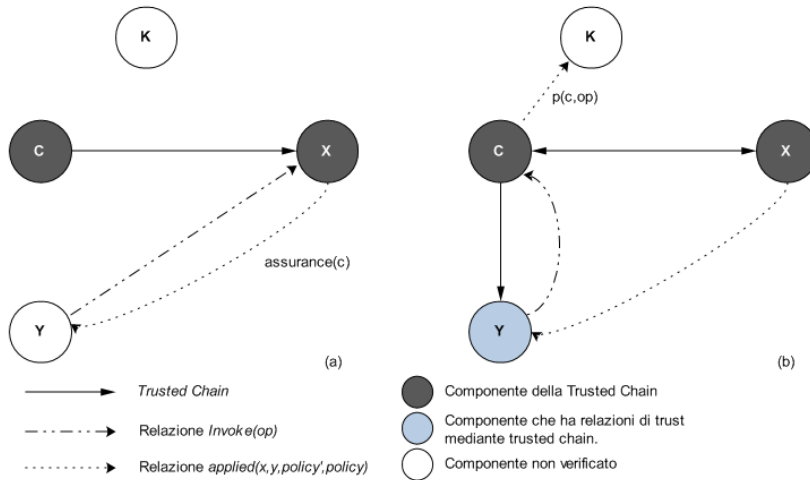 K
K
p(c,op)
C
X
C
X
assurance(c)
Y
Y
(a)
(b)
Trusted Chain
Componente della Trusted Chain
Relazione Invoke(op)
Componente che ha relazioni di trust
mediante trusted chain.
Relazione applied(x,y,policy',policy)
Componente non verificato